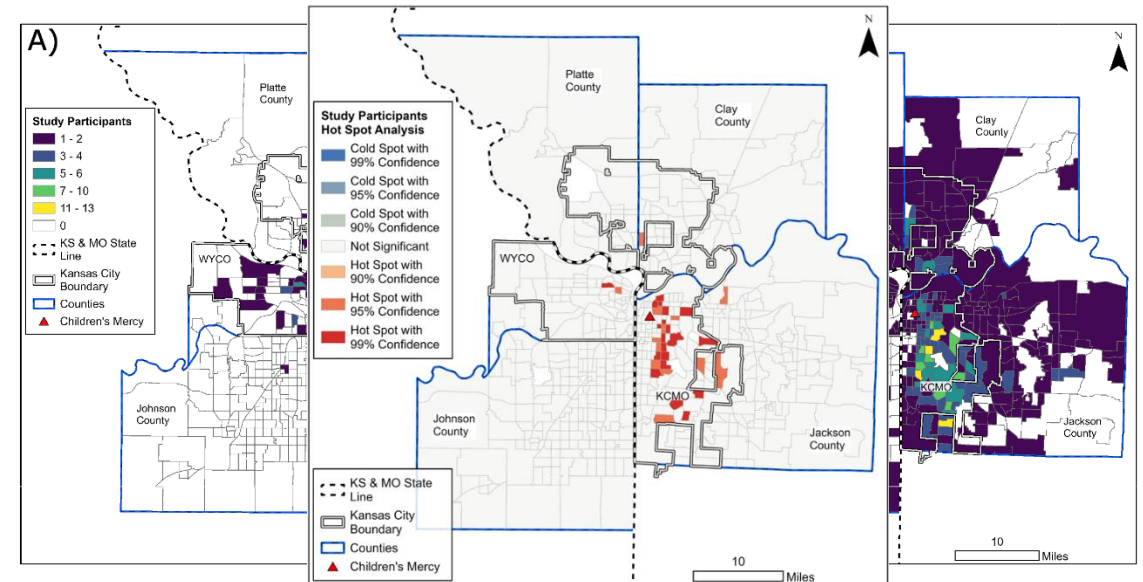 A)
Platte
County
Study Participants
1 - 2
3 - 4
5 - 6
7 - 10
11 - 13
0
KS & MO State
Line
Kansas City
Boundary
Counties
Children's Mercy
WYCO
Johnson
County
N
Platte
County
Clay
County
Study Participants
Hot Spot Analysis
Cold Spot with
99% Confidence
Cold Spot with
95% Confidence
Cold Spot with
90% Confidence
Not Significant
Hot Spot with
90% Confidence
Hot Spot with
95% Confidence
Hot Spot with
99% Confidence
WYCO
KCMO
Johnson
County
Jackson
County
KS & MO State
Line
Kansas City
Boundary
Counties
Children's Mercy
10
Miles
N
Clay
County
KCMO
Jackson
County
10
Miles